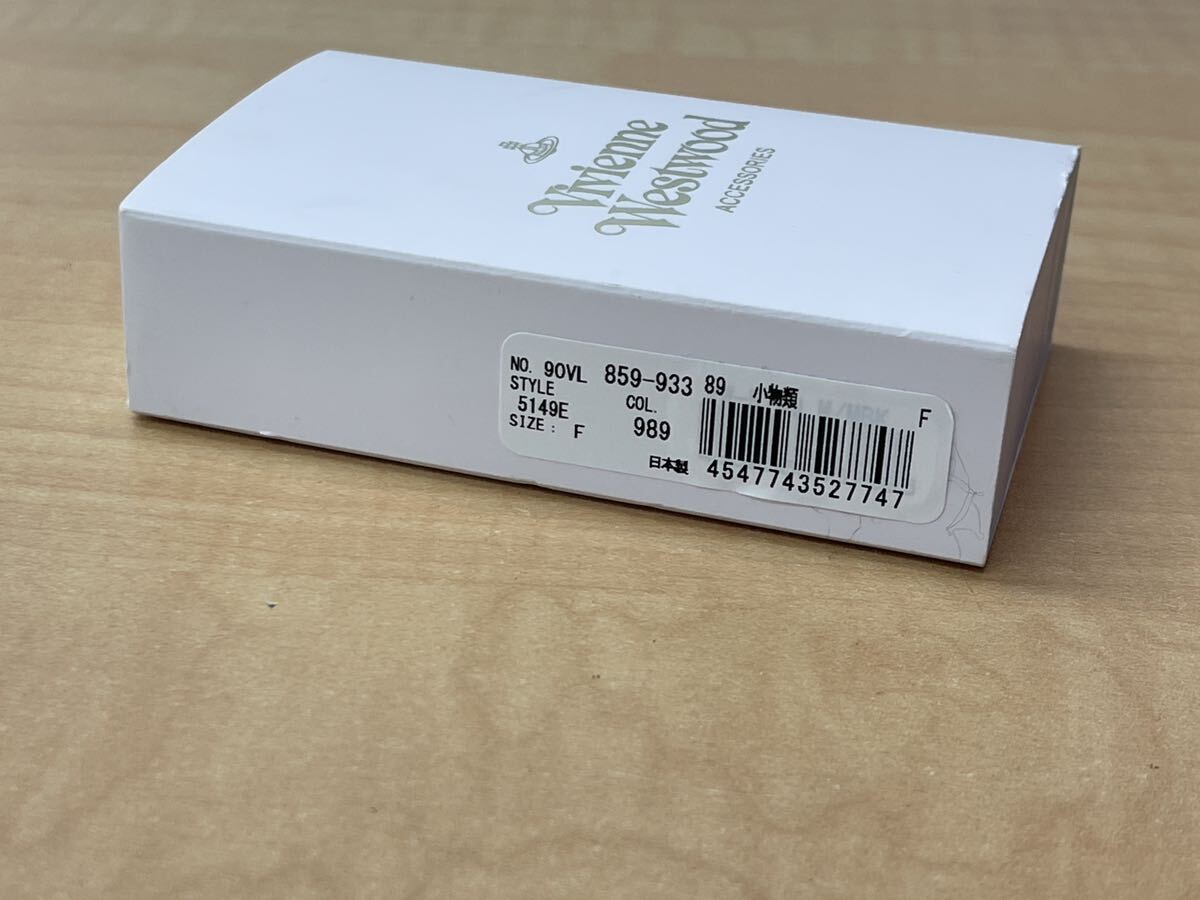 Vivienne
Westwood
ACCESSORIES
NO. 90VL 859-933 89 小物類
STYLE COL. F
5149E 989
SIZE: F
日本製 4547743527747